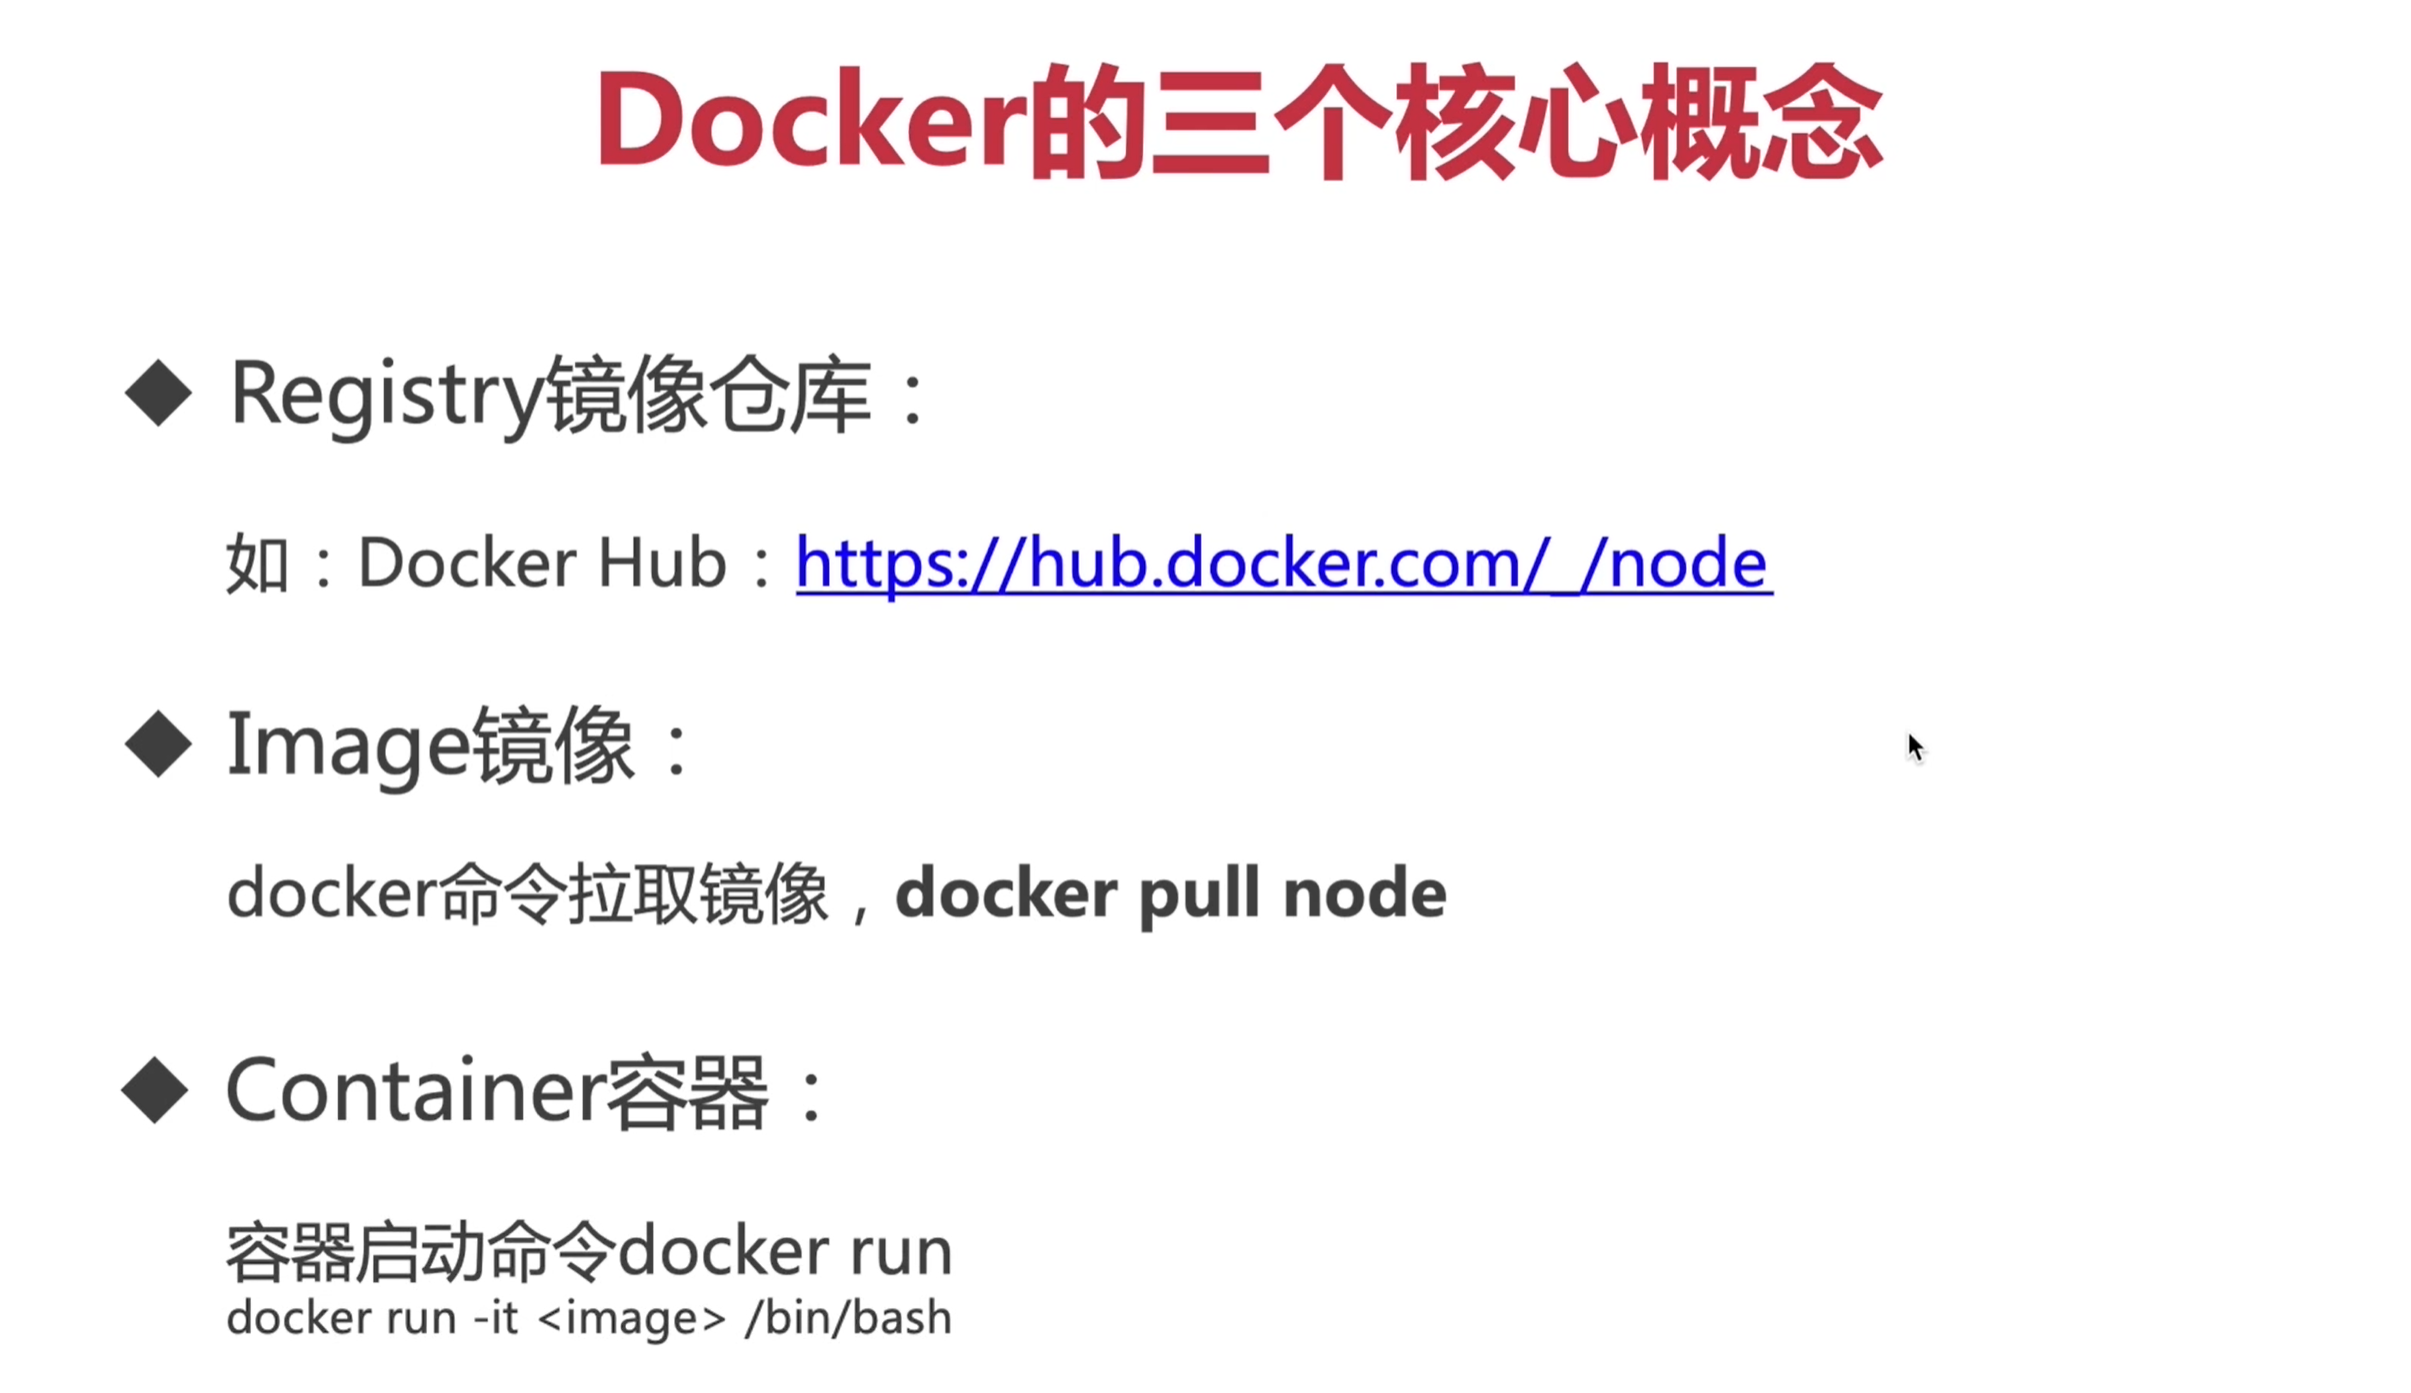 Docker的三个核心概念
Registry镜像仓库：
如：Docker Hub：https://hub.docker.com/_/node
Image镜像：
docker命令拉取镜像，docker pull node
Container容器：
容器启动命令docker run
docker run -it <image> /bin/bash